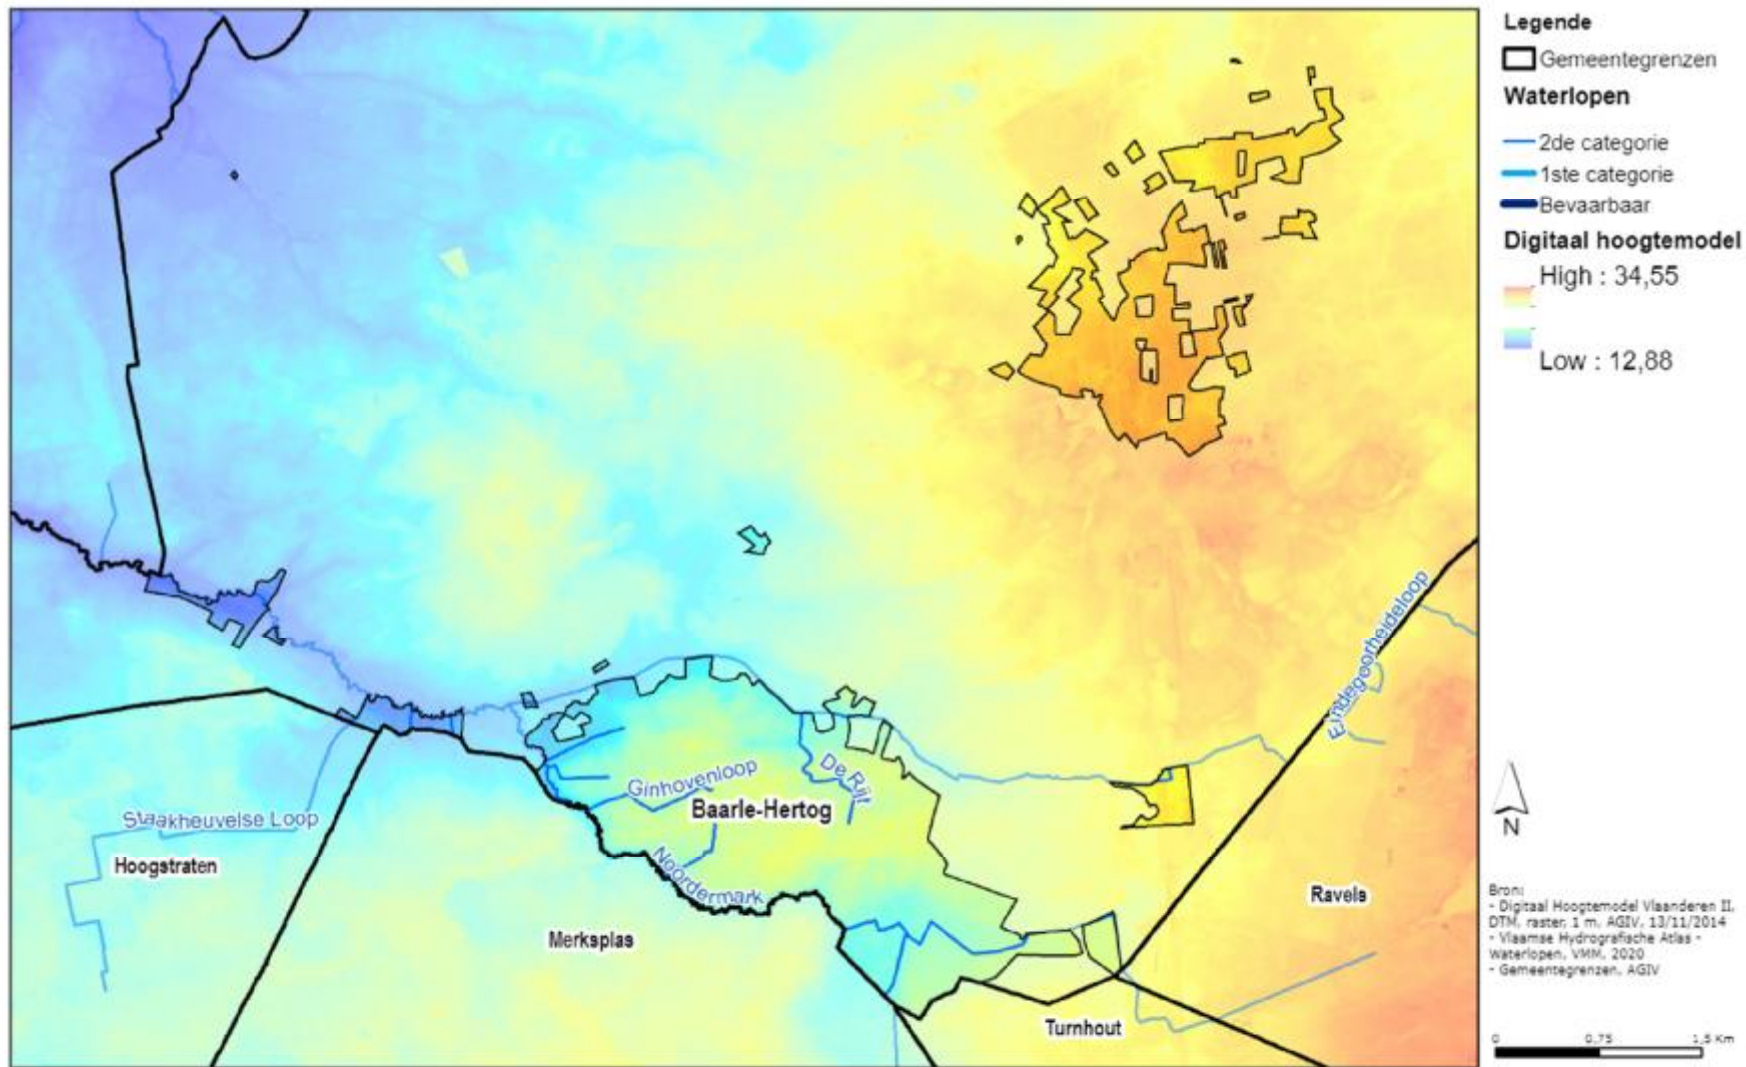 Legende
Gemeentegrenzen
Waterlopen
2de categorie
1ste categorie
Bevaarbaar
Digitaal hoogtemodel
High : 34,55
Low : 12,88
Eindegoorheideloop
Ginhovenloop
De Rijt
Baarle-Hertog
Staakheuvelse Loop
Hoogstraten
Noordermark
Merksplas
Ravels
Turnhout
N
Bron:
- Digitaal Hoogtemodel Vlaanderen II,
DTM, raster, 1 m, AGIV, 13/11/2014
- Vlaamse Hydrografische Atlas -
Waterlopen, VMM, 2020
- Gemeentegrenzen, AGIV
0 0,75 1,5 Km